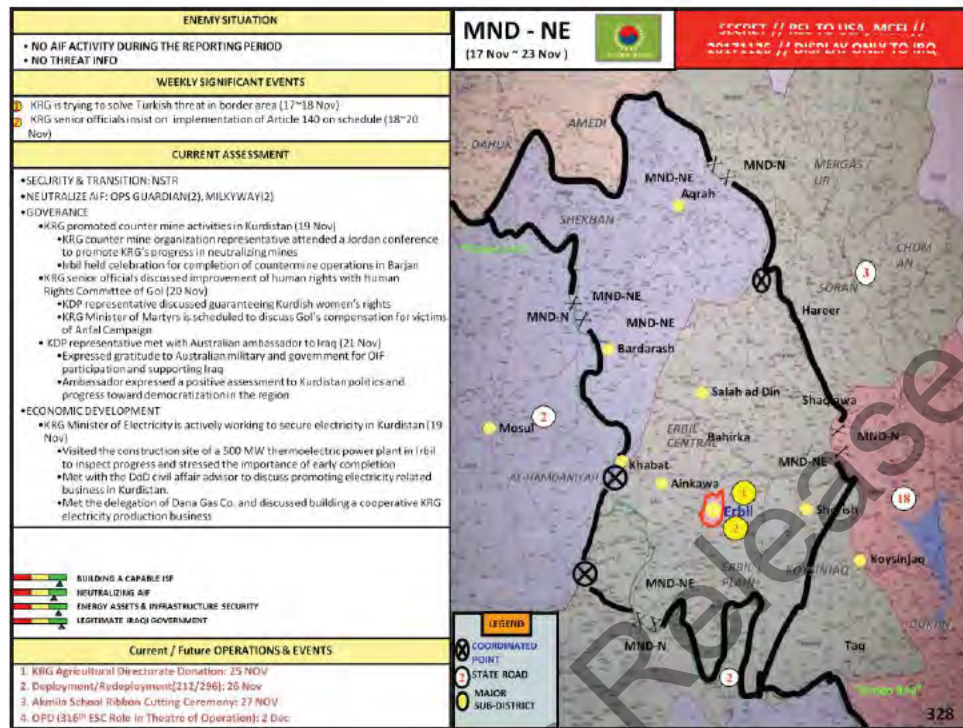 ENEMY SITUATION
• NO AIF ACTIVITY DURING THE REPORTING PERIOD
• NO THREAT INFO
WEEKLY SIGNIFICANT EVENTS
1 KRG is trying to solve Turkish threat in border area (17~18 Nov)
2 KRG senior officials insist on implementation of Article 140 on schedule (18~20
Nov)
CURRENT ASSESSMENT
•SECURITY & TRANSITION: NSTR
•NEUTRALIZE AIF: OPS GUARDIAN(2), MILKYWAY(2)
•GOVERANCE
•KRG promoted counter mine activities in Kurdistan (19 Nov)
•KRG counter mine organization representative attended a Jordan conference
to promote KRG's progress in neutralizing mines
•Irbil held celebration for completion of countermine operations in Barjan
•KRG senior officials discussed improvement of human rights with Human
Rights Committee of GoI (20 Nov)
•KDP representative discussed guaranteeing Kurdish women's rights
•KRG Minister of Martyrs is scheduled to discuss GoI's compensation for victims
of Anfal Campaign
•KDP representative met with Australian ambassador to Iraq (21 Nov)
•Expressed gratitude to Australian military and government for OIF
participation and supporting Iraq
•Ambassador expressed a positive assessment to Kurdistan politics and
progress toward democratization in the region
•ECONOMIC DEVELOPMENT
•KRG Minister of Electricity is actively working to secure electricity in Kurdistan (19
Nov)
•Visited the construction site of a 500 MW thermoelectric power plant in Irbil
to inspect progress and stressed the importance of early completion
•Met with the DoD civil affair advisor to discuss promoting electricity related
business in Kurdistan.
•Met the delegation of Dana Gas Co. and discussed building a cooperative KRG
electricity production business
BUILDING A CAPABLE ISF
NEUTRALIZING AIF
ENERGY ASSETS & INFRASTRUCTURE SECURITY
LEGITIMATE IRAQI GOVERNMENT
Current / Future OPERATIONS & EVENTS
1. KRG Agricultural Directorate Donation: 25 NOV
2. Deployment/Redeployment(212/296): 26 Nov
3. Akmila School Ribbon Cutting Ceremony: 27 NOV
4. OPD (316th ESC Role in Theatre of Operation): 2 Dec
MND - NE
(17 Nov ~ 23 Nov )
SECRET // REL TO USA, MCFI //
20171126 // DISPLAY ONLY TO IRQ
AMEDI
DAHUK
MND-N
MERGASUR
MND-NE
Aqrah
SHEKHAN
CHOMAN
3
SORAN
Hareer
MND-NE
MND-N
MND-NE
Bardarash
Salah ad Din
Shaqlawa
2
Mosul
ERBIL
CENTRAL
Bahirka
MND-N
MND-NE
Khabat
AL-HAMDANIYAH
Ainkawa
1
18
Erbil
2
Shorish
Koysinjaq
ERBIL
PLAIN
KOYSINJAQ
MND-NE
DUKAN
MND-N
Taq
2
"Green line"
LEGEND
COORDINATED
POINT
2 STATE ROAD
MAJOR
SUB-DISTRICT
Release
328